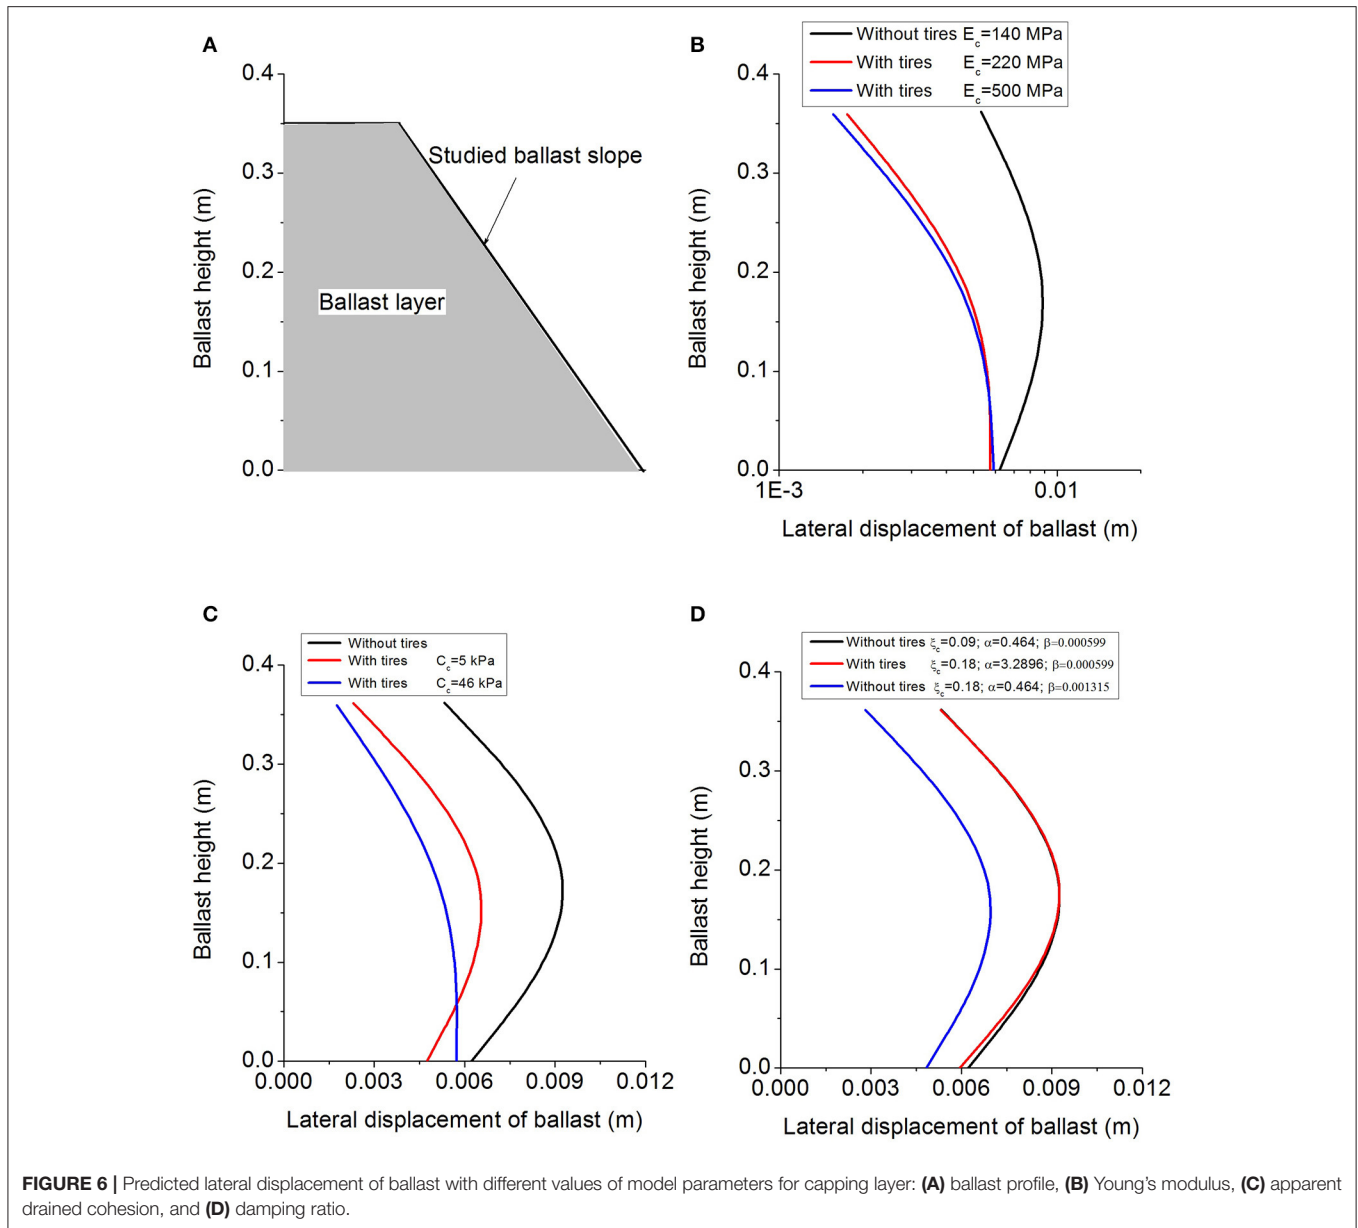 A
0.4
0.3
0.2
0.1
0.0
Ballast height (m)
Studied ballast slope
Ballast layer
B
Without tires E_c=140 MPa
With tires E_c=220 MPa
With tires E_c=500 MPa
0.4
0.3
0.2
0.1
0.0
Ballast height (m)
1E-3 0.01
Lateral displacement of ballast (m)
C
Without tires
With tires C_c=5 kPa
With tires C_c=46 kPa
0.4
0.3
0.2
0.1
0.0
Ballast height (m)
0.000 0.003 0.006 0.009 0.012
Lateral displacement of ballast (m)
D
Without tires ξ_c=0.09; α=0.464; β=0.000599
With tires ξ_c=0.18; α=3.2896; β=0.000599
Without tires ξ_c=0.18; α=0.464; β=0.001315
0.4
0.3
0.2
0.1
0.0
Ballast height (m)
0.000 0.003 0.006 0.009 0.012
Lateral displacement of ballast (m)
FIGURE 6 | Predicted lateral displacement of ballast with different values of model parameters for capping layer: (A) ballast profile, (B) Young's modulus, (C) apparent
drained cohesion, and (D) damping ratio.